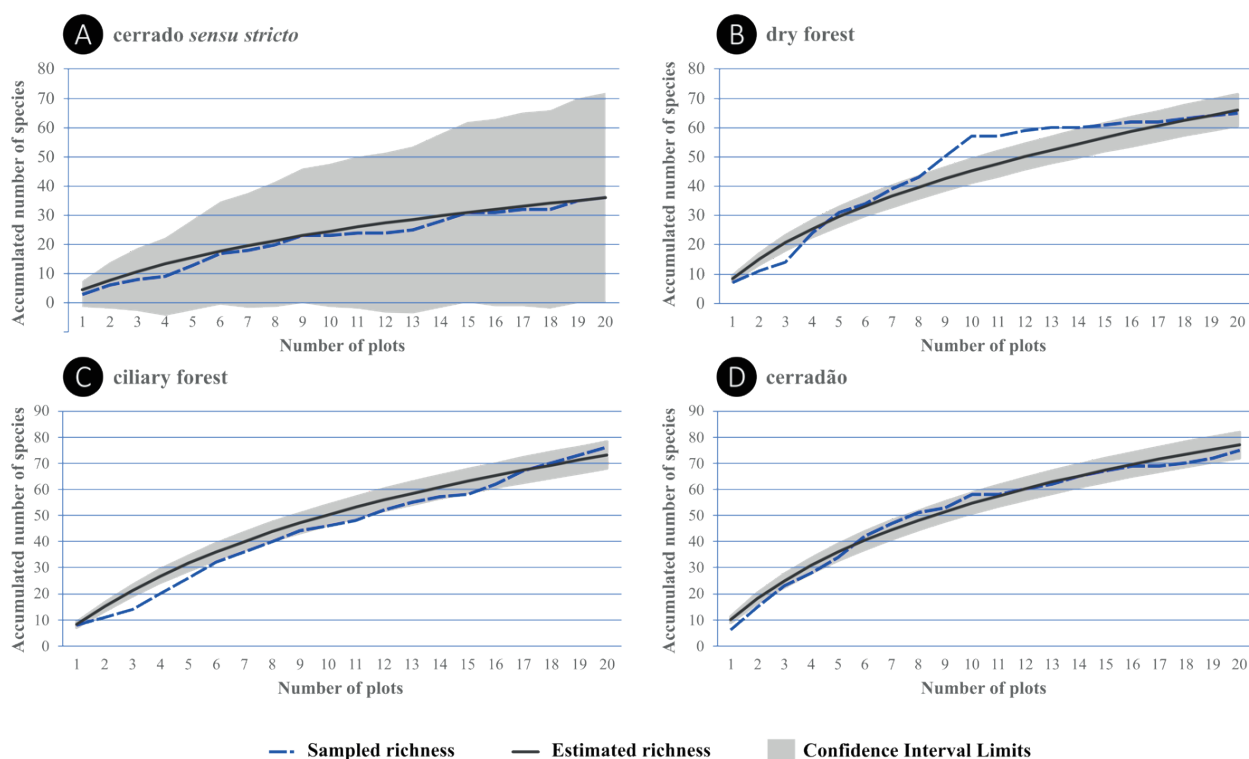 A cerrado sensu stricto
Accumulated number of species
80
70
60
50
40
30
20
10
0
1 2 3 4 5 6 7 8 9 10 11 12 13 14 15 16 17 18 19 20
Number of plots
B dry forest
Accumulated number of species
80
70
60
50
40
30
20
10
0
1 2 3 4 5 6 7 8 9 10 11 12 13 14 15 16 17 18 19 20
Number of plots
C ciliary forest
Accumulated number of species
90
80
70
60
50
40
30
20
10
0
1 2 3 4 5 6 7 8 9 10 11 12 13 14 15 16 17 18 19 20
Number of plots
D cerradão
Accumulated number of species
90
80
70
60
50
40
30
20
10
0
1 2 3 4 5 6 7 8 9 10 11 12 13 14 15 16 17 18 19 20
Number of plots
Sampled richness Estimated richness Confidence Interval Limits